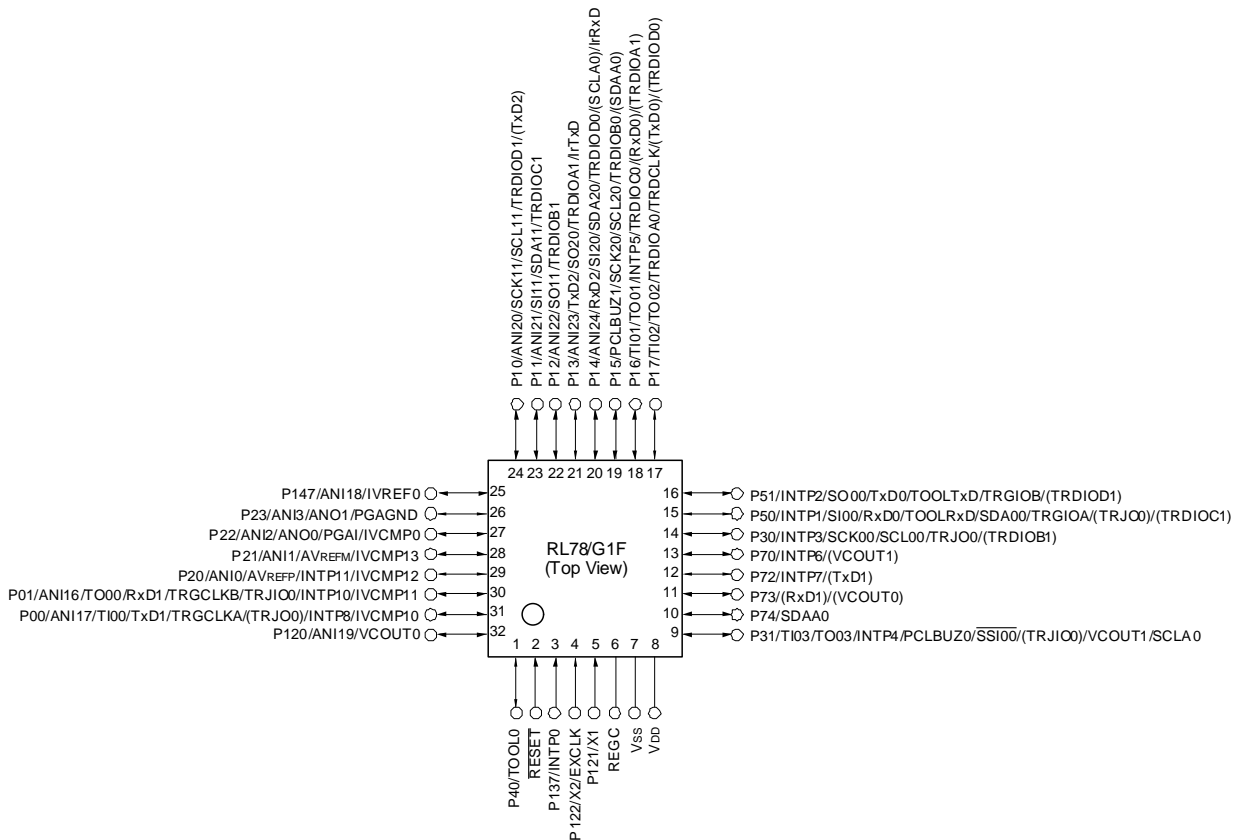 P10/ANI20/SCK11/SCL11/TRDIOD1/(TxD2)
P11/ANI21/SI11/SDA11/TRDIOC1
P12/ANI22/SO11/TRDIOB1
P13/ANI23/TxD2/SO20/TRDIOA1/IrTxD
P14/ANI24/RxD2/SI20/SDA20/TRDIOD0/(SCLA0)/IrRxD
P15/PCLBUZ1/SCK20/SCL20/TRDIOB0/(SDAA0)
P16/TI01/TO01/INTP5/TRDIOC0/(RxD0)/(TRDIOA1)
P17/TI02/TO02/TRDIOA0/TRDCLK/(TxD0)/(TRDIOD0)
24 23 22 21 20 19 18 17
P147/ANI18/IVREF0 25
P23/ANI3/ANO1/PGAGND 26
P22/ANI2/ANO0/PGAI/IVCMP0 27
P21/ANI1/AVREFM/IVCMP13 28
P20/ANI0/AVREFP/INTP11/IVCMP12 29
P01/ANI16/TO00/RxD1/TRGCLKB/TRJIO0/INTP10/IVCMP11 30
P00/ANI17/TI00/TxD1/TRGCLKA/(TRJO0)/INTP8/IVCMP10 31
P120/ANI19/VCOUT0 32
RL78/G1F
(Top View)
16 P51/INTP2/SO00/TxD0/TOOLTxD/TRGIOB/(TRDIOD1)
15 P50/INTP1/SI00/RxD0/TOOLRxD/SDA00/TRGIOA/(TRJO0)/(TRDIOC1)
14 P30/INTP3/SCK00/SCL00/TRJO0/(TRDIOB1)
13 P70/INTP6/(VCOUT1)
12 P72/INTP7/(TxD1)
11 P73/(RxD1)/(VCOUT0)
10 P74/SDAA0
9 P31/TI03/TO03/INTP4/PCLBUZ0/SSI00/(TRJIO0)/VCOUT1/SCLA0
1 2 3 4 5 6 7 8
P40/TOOL0
RESET
P137/INTP0
P122/X2/EXCLK
P121/X1
REGC
VSS
VDD